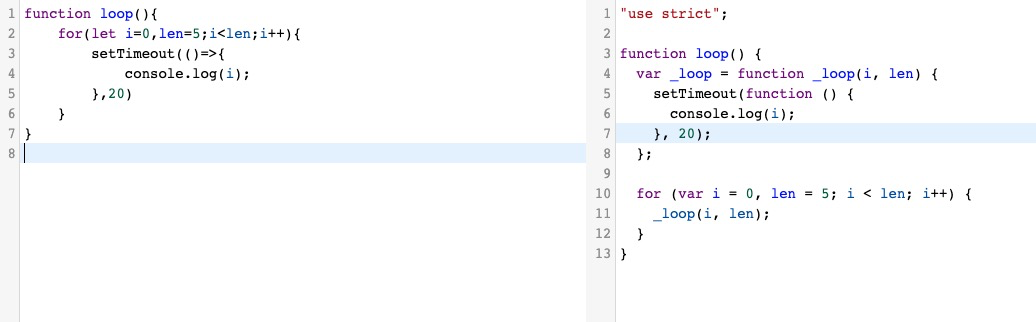 1 function loop(){
2     for(let i=0,len=5;i<len;i++){
3         setTimeout(()=>{
4             console.log(i);
5         },20)
6     }
7 }
8
1 "use strict";
2
3 function loop() {
4   var _loop = function _loop(i, len) {
5     setTimeout(function () {
6       console.log(i);
7     }, 20);
8   };
9
10   for (var i = 0, len = 5; i < len; i++) {
11     _loop(i, len);
12   }
13 }